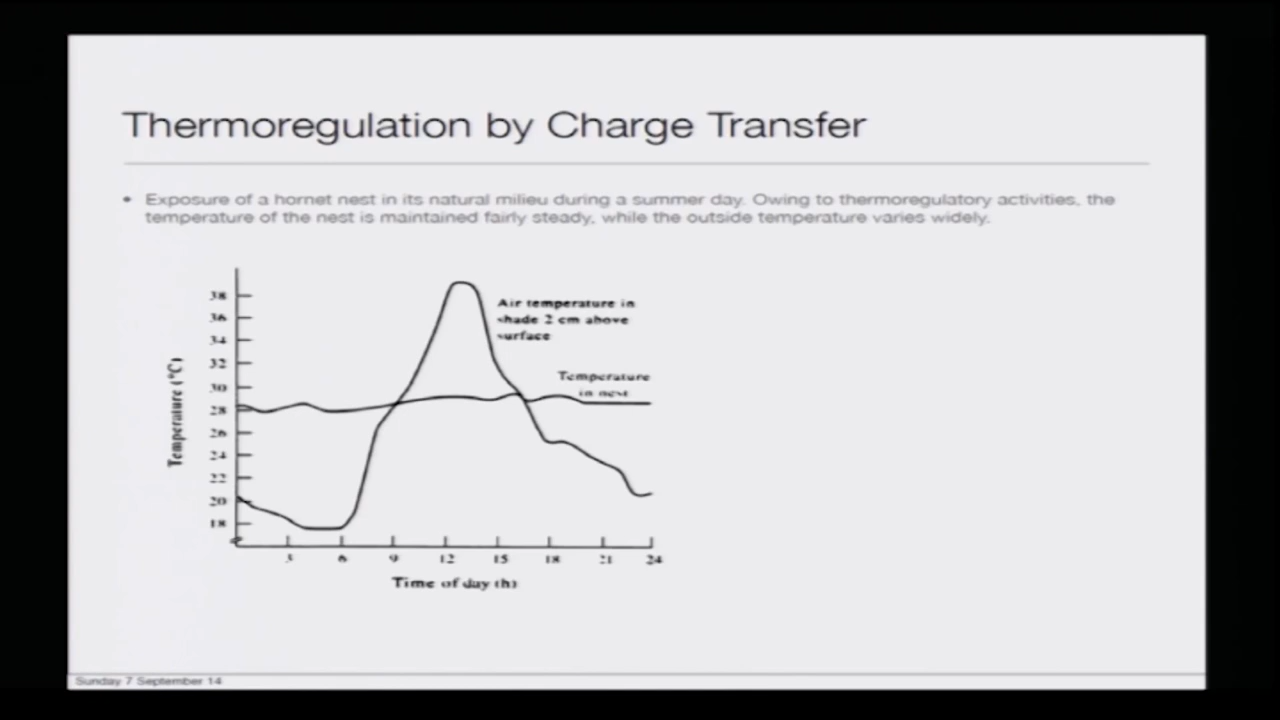 Thermoregulation by Charge Transfer
• Exposure of a hornet nest in its natural milieu during a summer day. Owing to thermoregulatory activities, the
temperature of the nest is maintained fairly steady, while the outside temperature varies widely.
38
36
34
32
30
28
26
24
22
20
18
Temperature (°C)
Air temperature in
shade 2 cm above
surface
Temperature
in nest
3 6 9 12 15 18 21 24
Time of day (h)
Sunday 7 September 14